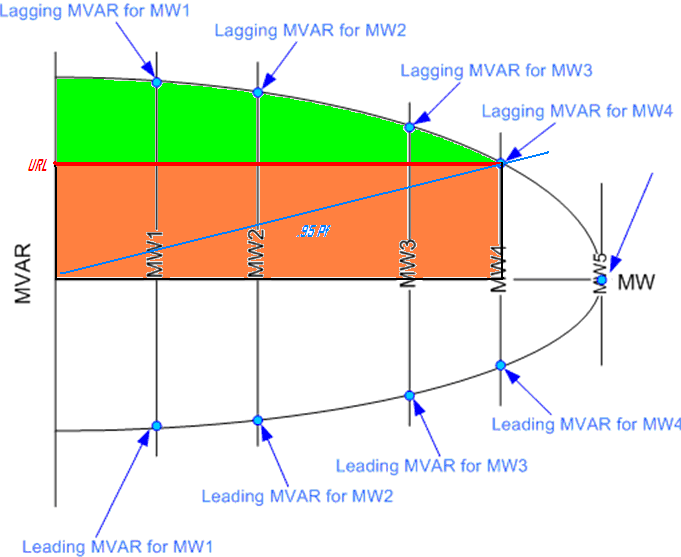 Lagging MVAR for MW1
Lagging MVAR for MW2
Lagging MVAR for MW3
Lagging MVAR for MW4
URL
.95 PF
MVAR
MW1
MW2
MW3
MW4
MW5
MW
Leading MVAR for MW4
Leading MVAR for MW3
Leading MVAR for MW2
Leading MVAR for MW1